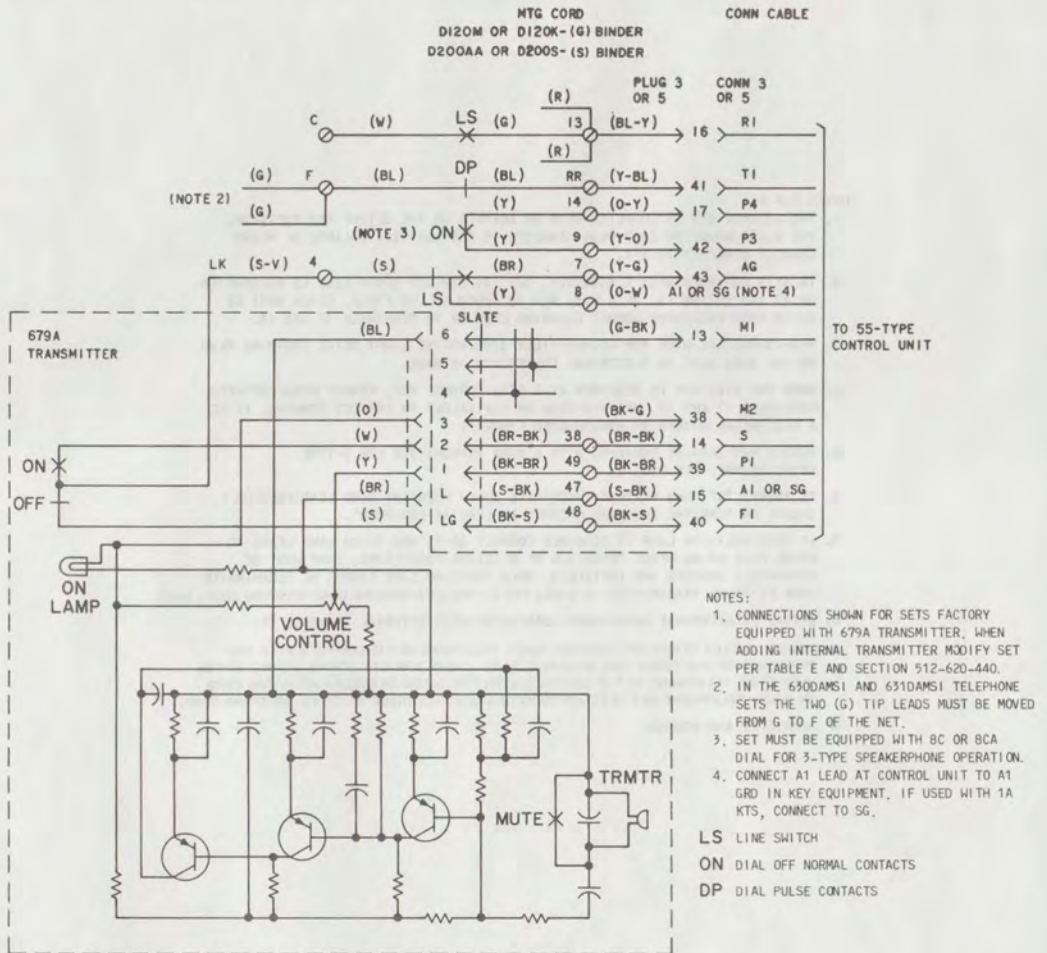 MTG CORD
CONN CABLE
D120M OR D120K-(G) BINDER
D200AA OR D200S-(S) BINDER
PLUG 3 OR 5
CONN 3 OR 5
C (W) LS (G) (R) 13 (R) (BL-Y) 16 R1
(NOTE 2) (G) (G) F (BL) DP (BL) RR (Y-BL) 41 T1
(Y) 14 (O-Y) 17 P4
(NOTE 3) ON (Y) 9 (Y-O) 42 P3
LK (S-V) 4 (S) (BR) 7 (Y-G) 43 AG
LS (Y) 8 (O-W) A1 OR SG (NOTE 4)
SLATE
679A
TRANSMITTER
(BL) 6 (G-BK) 13 M1
TO 55-TYPE
CONTROL UNIT
5
4
(O) 3 (BK-G) 38 M2
(W) 2 (BR-BK) 38 (BR-BK) 14 S
(Y) 1 (BK-BR) 49 (BK-BR) 39 P1
(BR) L (S-BK) 47 (S-BK) 15 A1 OR SG
(S) LG (BK-S) 48 (BK-S) 40 F1
ON
OFF
ON
LAMP
VOLUME
CONTROL
TRMTR
MUTE
NOTES:
1. CONNECTIONS SHOWN FOR SETS FACTORY
EQUIPPED WITH 679A TRANSMITTER. WHEN
ADDING INTERNAL TRANSMITTER MODIFY SET
PER TABLE E AND SECTION 512-620-440.
2. IN THE 630DAMS1 AND 631DAMS1 TELEPHONE
SETS THE TWO (G) TIP LEADS MUST BE MOVED
FROM G TO F OF THE NET.
3. SET MUST BE EQUIPPED WITH 8C OR 8CA
DIAL FOR 3-TYPE SPEAKERPHONE OPERATION.
4. CONNECT A1 LEAD AT CONTROL UNIT TO A1
GRD IN KEY EQUIPMENT. IF USED WITH 1A
KTS, CONNECT TO SG.
LS LINE SWITCH
ON DIAL OFF NORMAL CONTACTS
DP DIAL PULSE CONTACTS